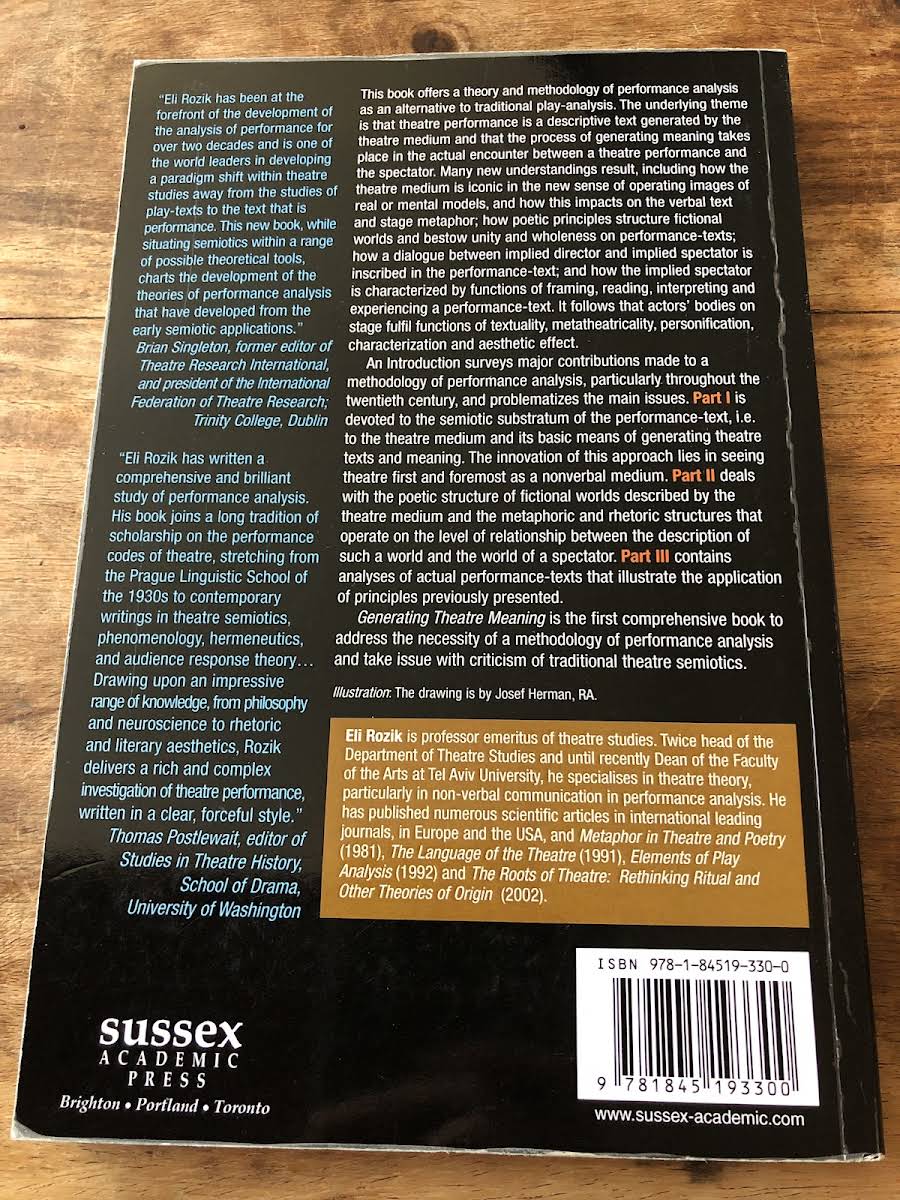 “Eli Rozik has been at the
forefront of the development of
the analysis of performance for
over two decades and is one of
the world leaders in developing
a paradigm shift within theatre
studies away from the studies of
play-texts to the text that is
performance. This new book, while
situating semiotics within a range
of possible theoretical tools,
charts the development of the
theories of performance analysis
that have developed from the
early semiotic applications.”
Brian Singleton, former editor of
Theatre Research International,
and president of the International
Federation of Theatre Research;
Trinity College, Dublin
“Eli Rozik has written a
comprehensive and brilliant
study of performance analysis.
His book joins a long tradition of
scholarship on the performance
codes of theatre, stretching from
the Prague Linguistic School of
the 1930s to contemporary
writings in theatre semiotics,
phenomenology, hermeneutics,
and audience response theory…
Drawing upon an impressive
range of knowledge, from philosophy
and neuroscience to rhetoric
and literary aesthetics, Rozik
delivers a rich and complex
investigation of theatre performance,
written in a clear, forceful style.”
Thomas Postlewait, editor of
Studies in Theatre History,
School of Drama,
University of Washington
This book offers a theory and methodology of performance analysis
as an alternative to traditional play-analysis. The underlying theme
is that theatre performance is a descriptive text generated by the
theatre medium and that the process of generating meaning takes
place in the actual encounter between a theatre performance and
the spectator. Many new understandings result, including how the
theatre medium is iconic in the new sense of operating images of
real or mental models, and how this impacts on the verbal text
and stage metaphor; how poetic principles structure fictional
worlds and bestow unity and wholeness on performance-texts;
how a dialogue between implied director and implied spectator is
inscribed in the performance-text; and how the implied spectator
is characterized by functions of framing, reading, interpreting and
experiencing a performance-text. It follows that actors’ bodies on
stage fulfil functions of textuality, metatheatricality, personification,
characterization and aesthetic effect.
An Introduction surveys major contributions made to a
methodology of performance analysis, particularly throughout the
twentieth century, and problematizes the main issues. Part I is
devoted to the semiotic substratum of the performance-text, i.e.
to the theatre medium and its basic means of generating theatre
texts and meaning. The innovation of this approach lies in seeing
theatre first and foremost as a nonverbal medium. Part II deals
with the poetic structure of fictional worlds described by the
theatre medium and the metaphoric and rhetoric structures that
operate on the level of relationship between the description of
such a world and the world of a spectator. Part III contains
analyses of actual performance-texts that illustrate the application
of principles previously presented.
Generating Theatre Meaning is the first comprehensive book to
address the necessity of a methodology of performance analysis
and take issue with criticism of traditional theatre semiotics.
Illustration: The drawing is by Josef Herman, RA.
Eli Rozik is professor emeritus of theatre studies. Twice head of the
Department of Theatre Studies and until recently Dean of the Faculty
of the Arts at Tel Aviv University, he specialises in theatre theory,
particularly in non-verbal communication in performance analysis. He
has published numerous scientific articles in international leading
journals, in Europe and the USA, and Metaphor in Theatre and Poetry
(1981), The Language of the Theatre (1991), Elements of Play
Analysis (1992) and The Roots of Theatre: Rethinking Ritual and
Other Theories of Origin (2002).
sussex
ACADEMIC
PRESS
Brighton • Portland • Toronto
ISBN 978-1-84519-330-0
9 781845 193300
www.sussex-academic.com